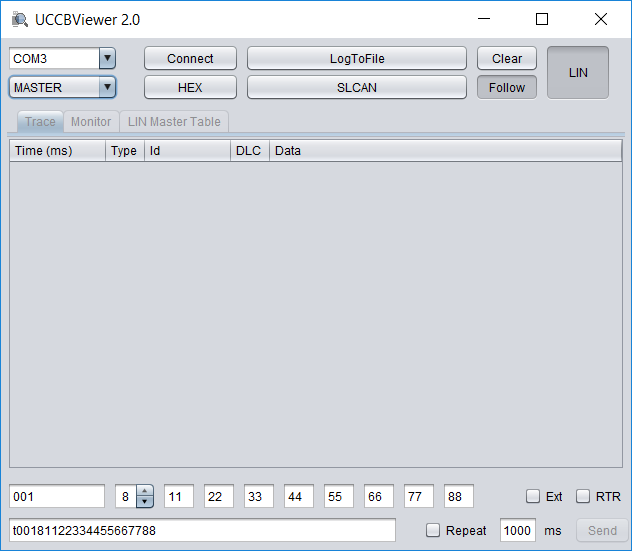 UCCBViewer 2.0
COM3 Connect LogToFile Clear LIN
MASTER HEX SLCAN Follow
Trace Monitor LIN Master Table
Time (ms) Type Id DLC Data
001 8 11 22 33 44 55 66 77 88 Ext RTR
t00181122334455667788 Repeat 1000 ms Send